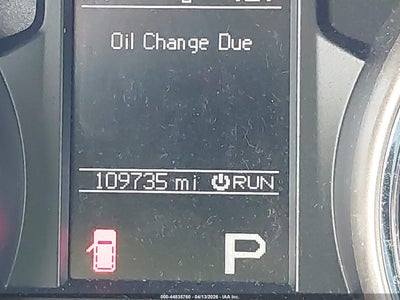 Oil Change Due
109735 mi RUN
P
000-44835760 - 04/13/2026 - IAA Inc.